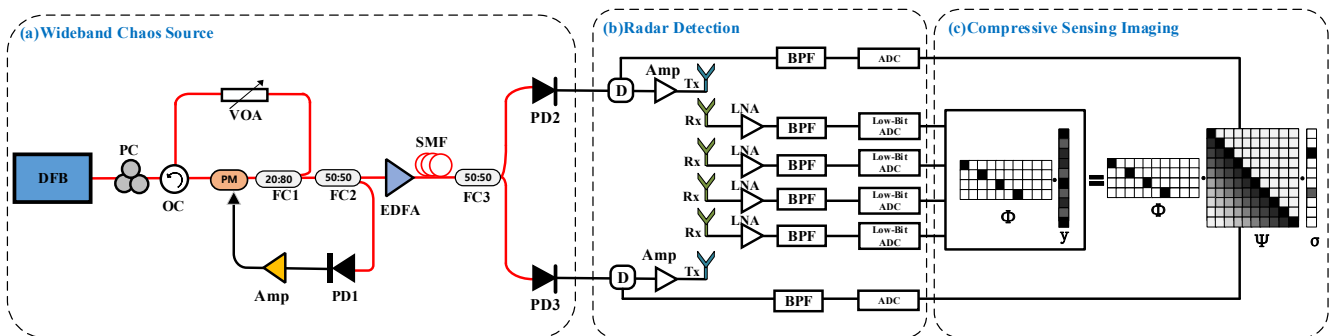 (a)Wideband Chaos Source
VOA
DFB
PC
OC
PM
20:80
FC1
50:50
FC2
EDFA
SMF
50:50
FC3
Amp
PD1
PD2
PD3
(b)Radar Detection
D
Amp
Tx
BPF
ADC
Rx
LNA
BPF
Low-Bit
ADC
Rx
LNA
BPF
Low-Bit
ADC
Rx
LNA
BPF
Low-Bit
ADC
Rx
LNA
BPF
Low-Bit
ADC
D
Amp
Tx
BPF
ADC
(c)Compressive Sensing Imaging
Φ
y
=
Φ
Ψ
σ